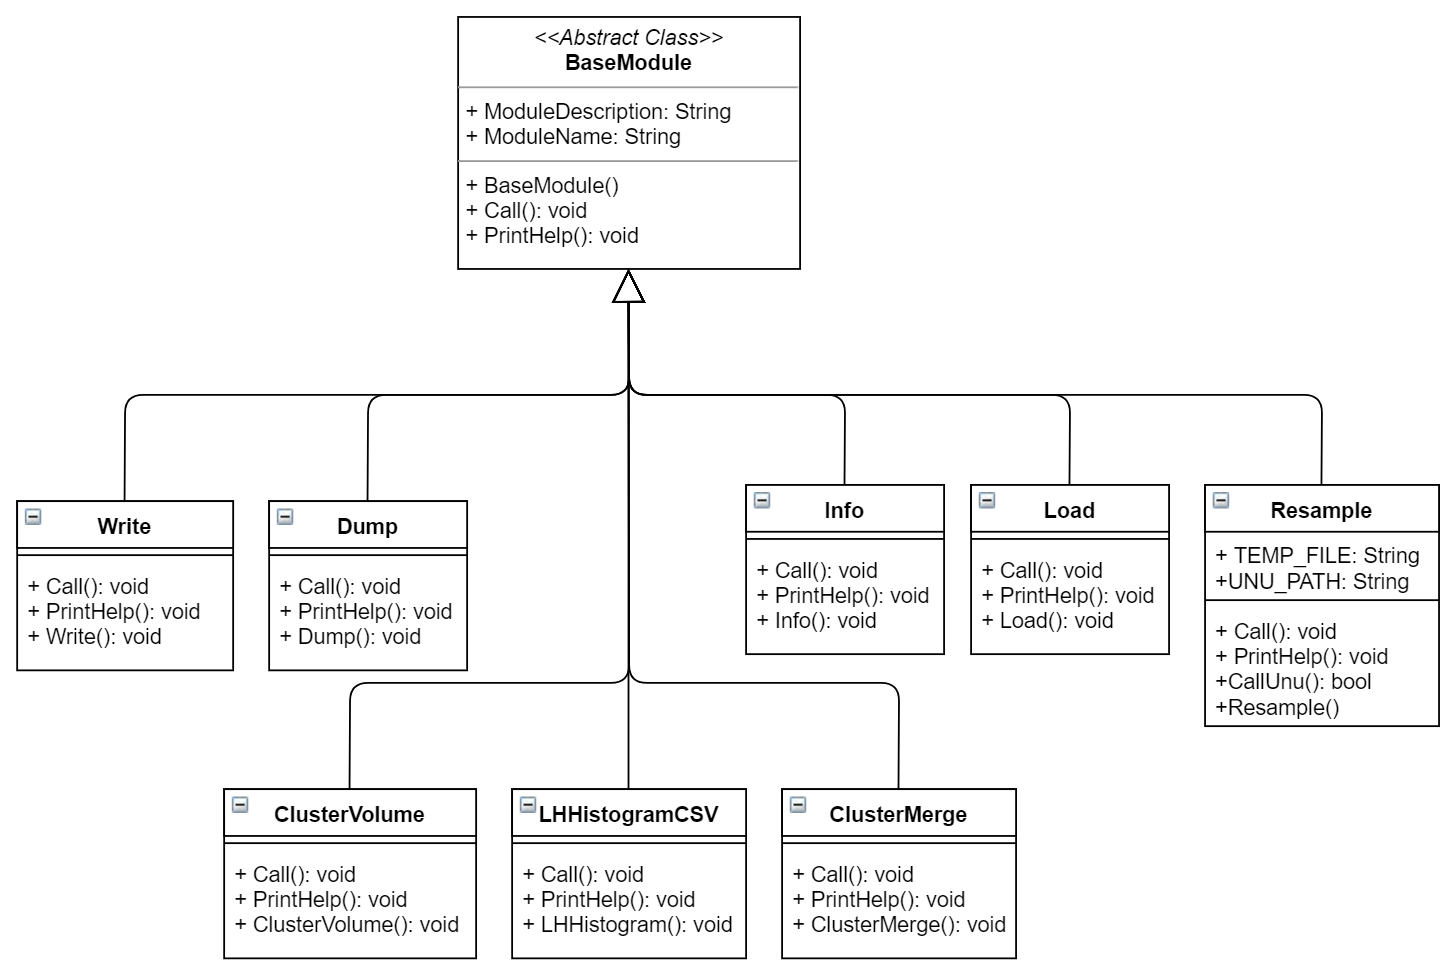 <<Abstract Class>>
BaseModule
+ ModuleDescription: String
+ ModuleName: String
+ BaseModule()
+ Call(): void
+ PrintHelp(): void
Write
+ Call(): void
+ PrintHelp(): void
+ Write(): void
Dump
+ Call(): void
+ PrintHelp(): void
+ Dump(): void
Info
+ Call(): void
+ PrintHelp(): void
+ Info(): void
Load
+ Call(): void
+ PrintHelp(): void
+ Load(): void
Resample
+ TEMP_FILE: String
+UNU_PATH: String
+ Call(): void
+ PrintHelp(): void
+CallUnu(): bool
+Resample()
ClusterVolume
+ Call(): void
+ PrintHelp(): void
+ ClusterVolume(): void
LHHistogramCSV
+ Call(): void
+ PrintHelp(): void
+ LHHistogram(): void
ClusterMerge
+ Call(): void
+ PrintHelp(): void
+ ClusterMerge(): void